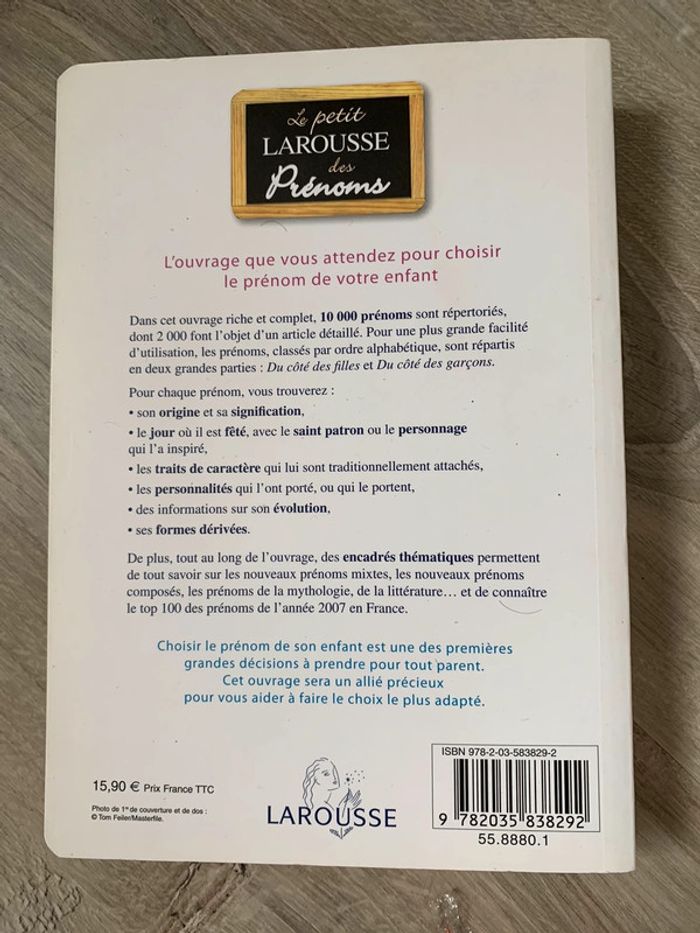 Le petit
LAROUSSE
des
Prénoms
L'ouvrage que vous attendez pour choisir
le prénom de votre enfant
Dans cet ouvrage riche et complet, 10 000 prénoms sont répertoriés,
dont 2 000 font l'objet d'un article détaillé. Pour une plus grande facilité
d'utilisation, les prénoms, classés par ordre alphabétique, sont répartis
en deux grandes parties : Du côté des filles et Du côté des garçons.
Pour chaque prénom, vous trouverez :
• son origine et sa signification,
• le jour où il est fêté, avec le saint patron ou le personnage
qui l'a inspiré,
• les traits de caractère qui lui sont traditionnellement attachés,
• les personnalités qui l'ont porté, ou qui le portent,
• des informations sur son évolution,
• ses formes dérivées.
De plus, tout au long de l'ouvrage, des encadrés thématiques permettent
de tout savoir sur les nouveaux prénoms mixtes, les nouveaux prénoms
composés, les prénoms de la mythologie, de la littérature… et de connaître
le top 100 des prénoms de l'année 2007 en France.
Choisir le prénom de son enfant est une des premières
grandes décisions à prendre pour tout parent.
Cet ouvrage sera un allié précieux
pour vous aider à faire le choix le plus adapté.
15,90 € Prix France TTC
Photo de 1re de couverture et de dos :
© Tom Feiler/Masterfile.
LAROUSSE
ISBN 978-2-03-583829-2
9 782035 838292
55.8880.1